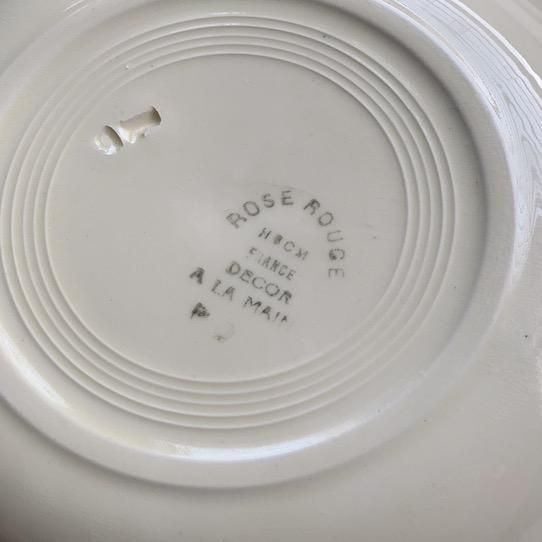 ROSE ROUGE
HBCM
FRANCE
DECOR
A LA MAIN